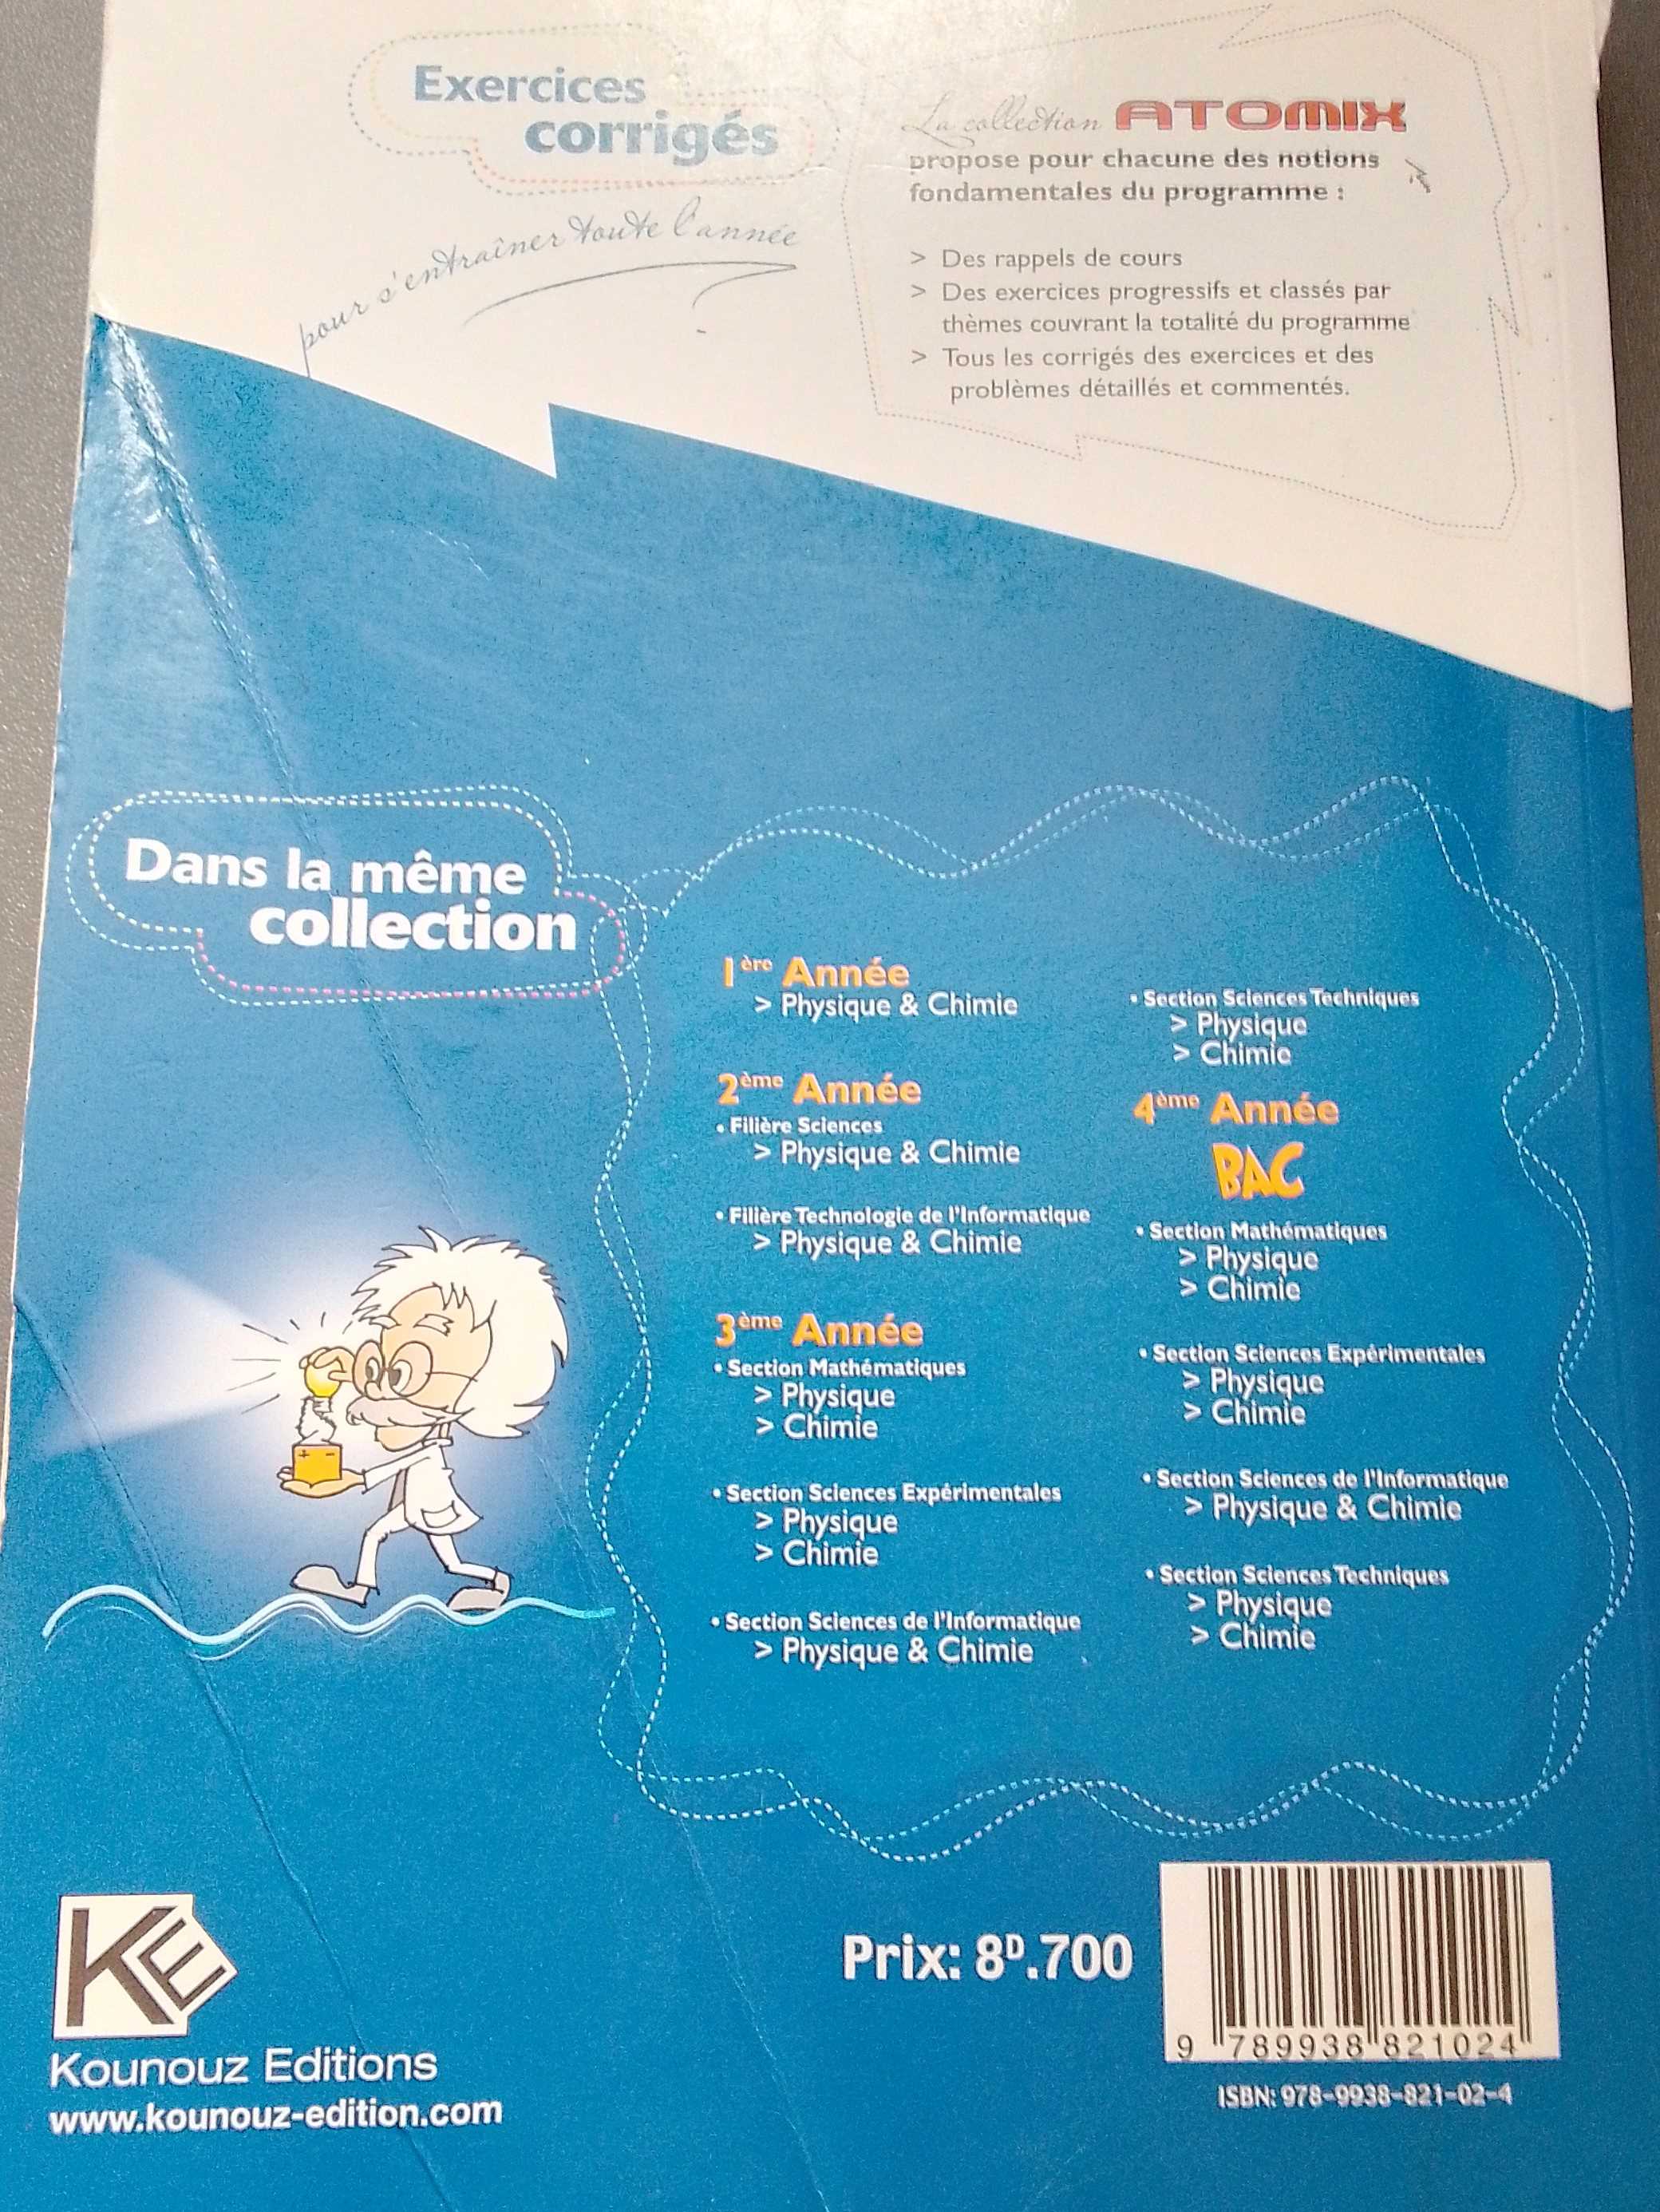 Exercices
corrigés
pour s'entraîner toute l'année
La collection ATOMIX
propose pour chacune des notions
fondamentales du programme :
> Des rappels de cours
> Des exercices progressifs et classés par
thèmes couvrant la totalité du programme
> Tous les corrigés des exercices et des
problèmes détaillés et commentés.
Dans la même
collection
1ère Année
> Physique & Chimie
2ème Année
• Filière Sciences
> Physique & Chimie
• Filière Technologie de l'Informatique
> Physique & Chimie
3ème Année
• Section Mathématiques
> Physique
> Chimie
• Section Sciences Expérimentales
> Physique
> Chimie
• Section Sciences de l'Informatique
> Physique & Chimie
• Section Sciences Techniques
> Physique
> Chimie
4ème Année
BAC
• Section Mathématiques
> Physique
> Chimie
• Section Sciences Expérimentales
> Physique
> Chimie
• Section Sciences de l'Informatique
> Physique & Chimie
• Section Sciences Techniques
> Physique
> Chimie
+ -
KE
Kounouz Editions
www.kounouz-edition.com
Prix: 8D.700
9 789938 821024
ISBN: 978-9938-821-02-4